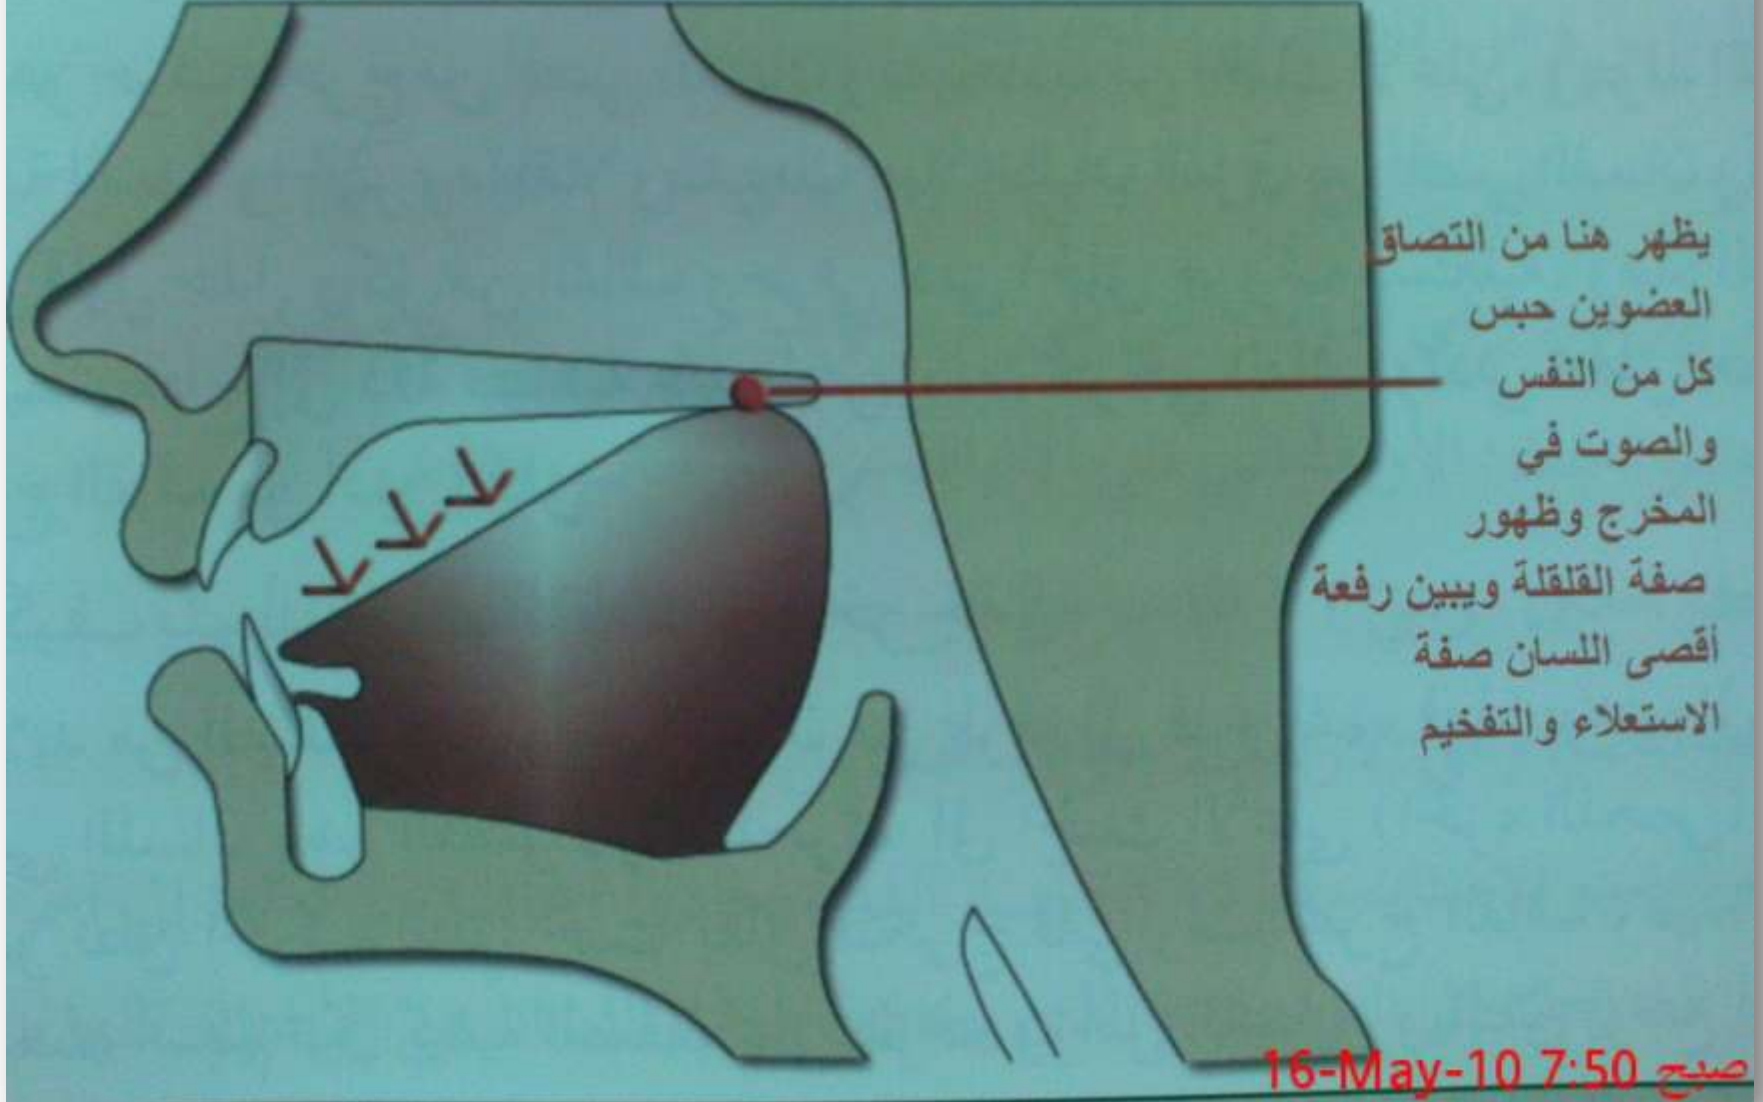 يظهر هنا من التصاق
العضوين حبس
كل من النفس
والصوت في
المخرج وظهور
صفة القلقلة ويبين رفعة
أقصى اللسان صفة
الاستعلاء والتفخيم
16-May-10 7:50 صبح